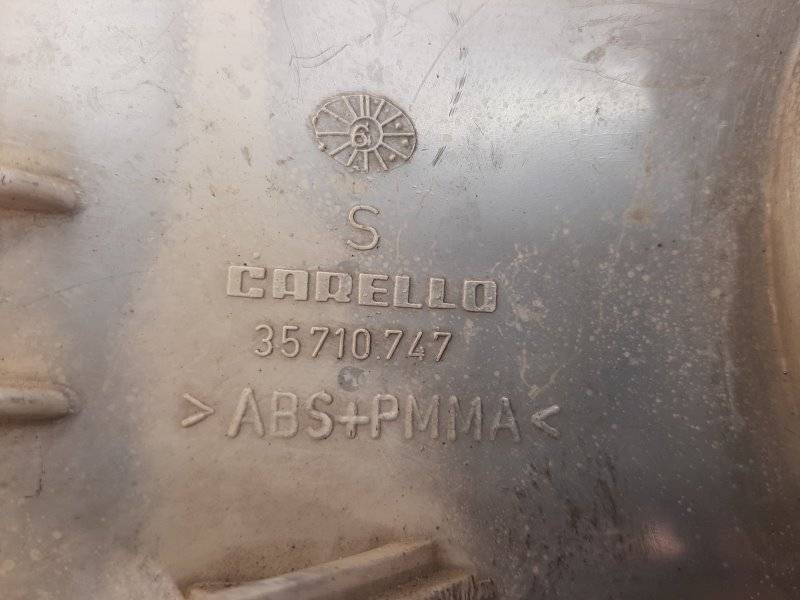 6
S
CARELLO
35710.747
>ABS+PMMA<